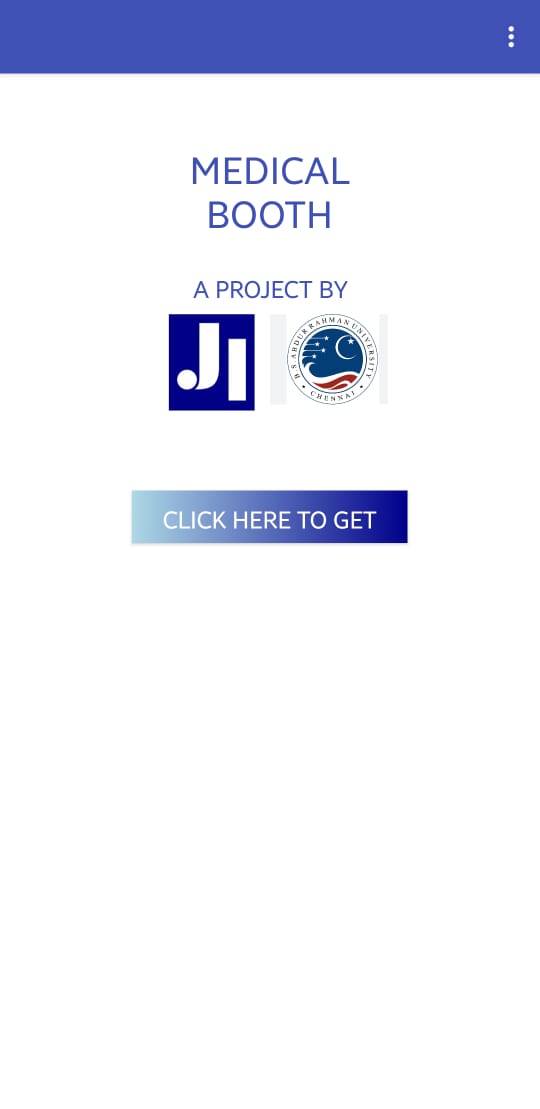 MEDICAL
BOOTH
A PROJECT BY
JI
B. S. ABDUR RAHMAN UNIVERSITY
• CHENNAI •
CLICK HERE TO GET